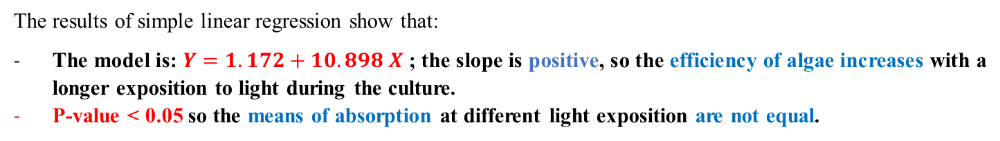 The results of simple linear regression show that:
- The model is: Y = 1.172 + 10.898 X ; the slope is positive, so the efficiency of algae increases with a
longer exposition to light during the culture.
- P-value < 0.05 so the means of absorption at different light exposition are not equal.